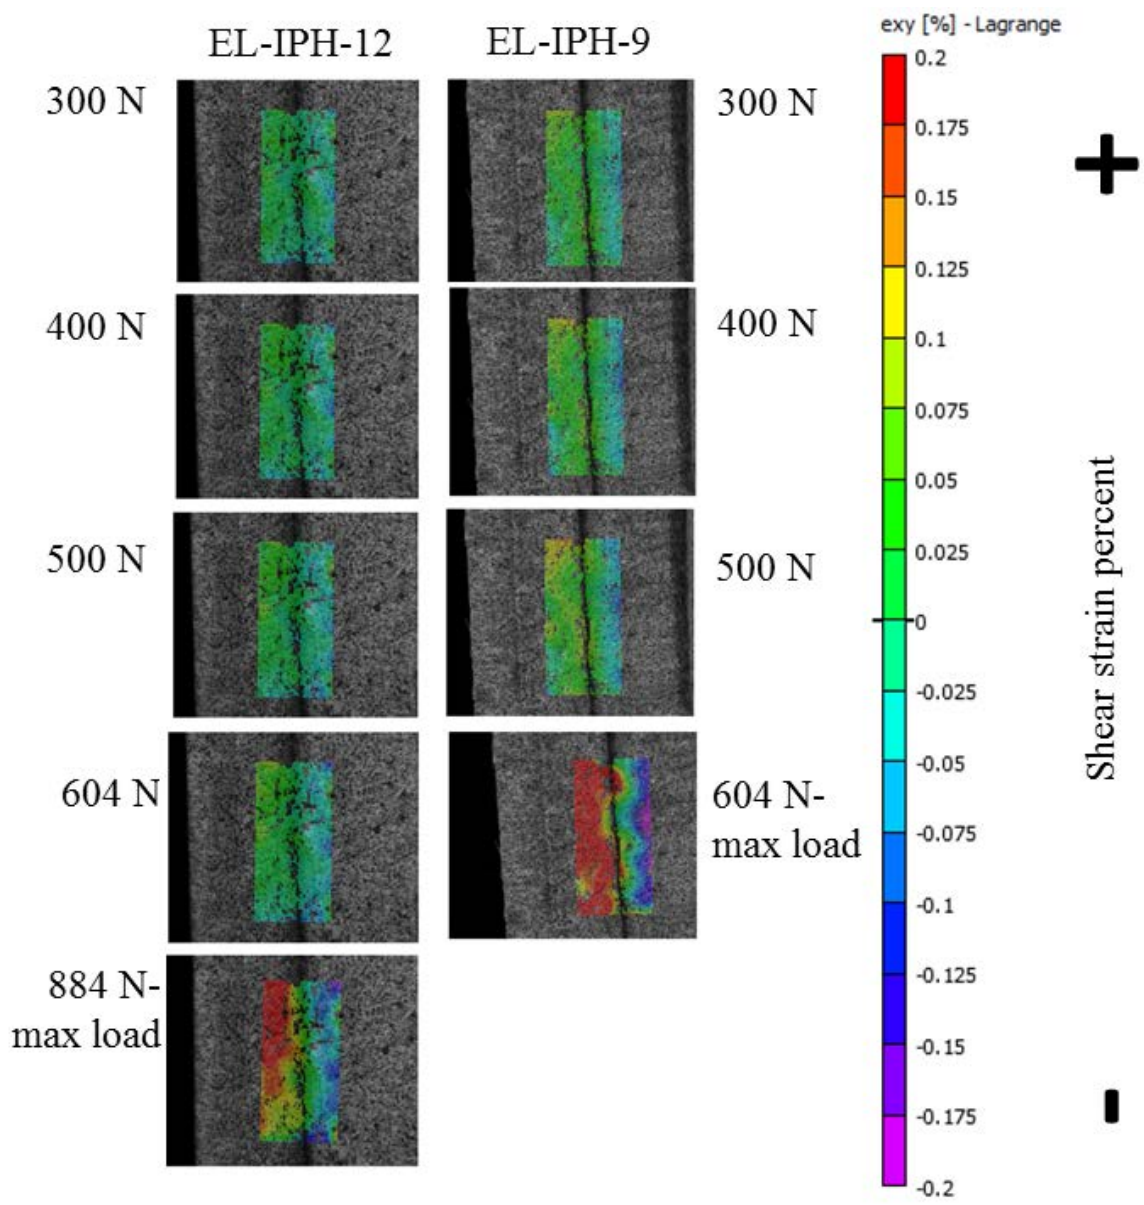 EL-IPH-12
EL-IPH-9
exy [%] - Lagrange
300 N
300 N
400 N
400 N
500 N
500 N
604 N
604 N-
max load
884 N-
max load
0.2
0.175
0.15
0.125
0.1
0.075
0.05
0.025
0
-0.025
-0.05
-0.075
-0.1
-0.125
-0.15
-0.175
-0.2
+
Shear strain percent
-